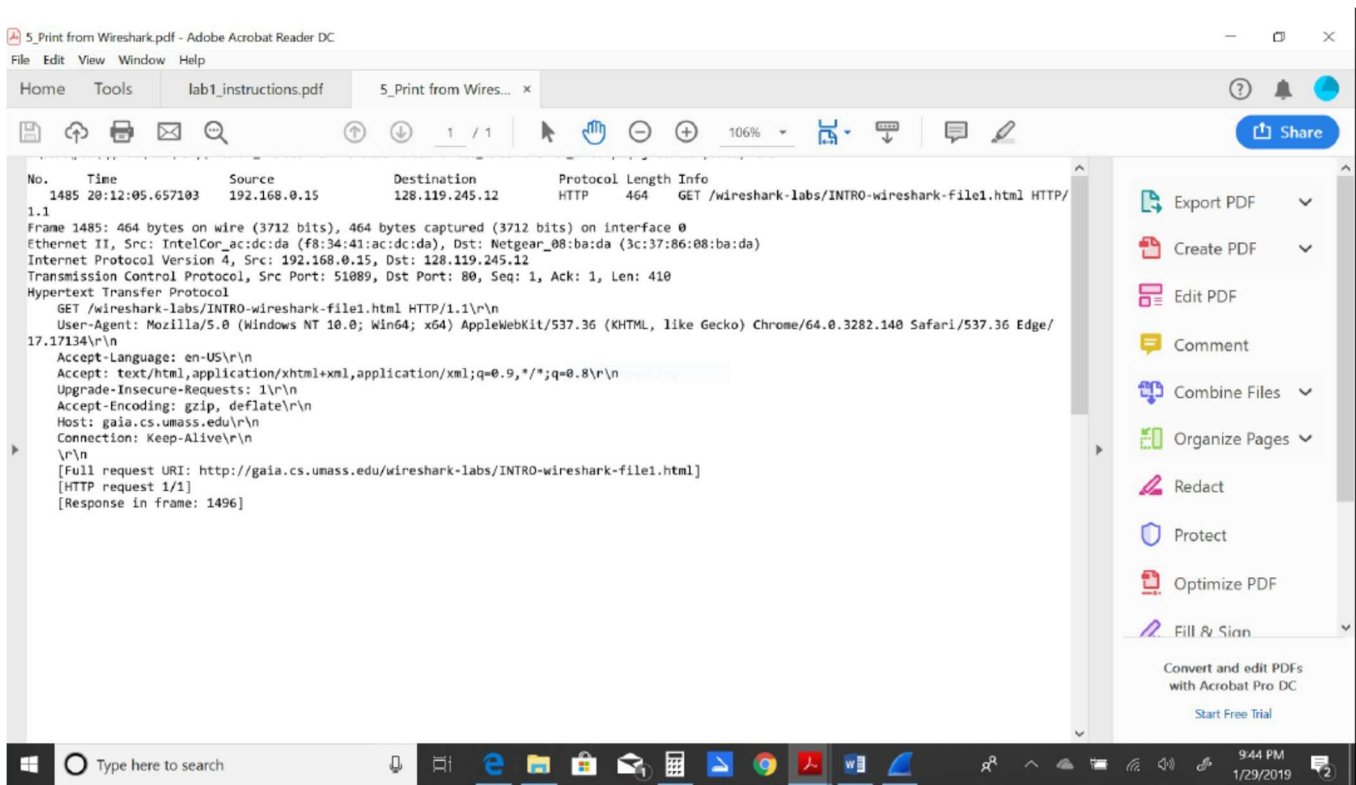 5_Print from Wireshark.pdf - Adobe Acrobat Reader DC
File Edit View Window Help
Home Tools lab1_instructions.pdf 5_Print from Wires... ×
1 / 1 106% Share
No. Time Source Destination Protocol Length Info
1485 20:12:05.657103 192.168.0.15 128.119.245.12 HTTP 464 GET /wireshark-labs/INTRO-wireshark-file1.html HTTP/
1.1
Frame 1485: 464 bytes on wire (3712 bits), 464 bytes captured (3712 bits) on interface 0
Ethernet II, Src: IntelCor_ac:dc:da (f8:34:41:ac:dc:da), Dst: Netgear_08:ba:da (3c:37:86:08:ba:da)
Internet Protocol Version 4, Src: 192.168.0.15, Dst: 128.119.245.12
Transmission Control Protocol, Src Port: 51089, Dst Port: 80, Seq: 1, Ack: 1, Len: 410
Hypertext Transfer Protocol
GET /wireshark-labs/INTRO-wireshark-file1.html HTTP/1.1\r\n
User-Agent: Mozilla/5.0 (Windows NT 10.0; Win64; x64) AppleWebKit/537.36 (KHTML, like Gecko) Chrome/64.0.3282.140 Safari/537.36 Edge/
17.17134\r\n
Accept-Language: en-US\r\n
Accept: text/html,application/xhtml+xml,application/xml;q=0.9,*/*;q=0.8\r\n
Upgrade-Insecure-Requests: 1\r\n
Accept-Encoding: gzip, deflate\r\n
Host: gaia.cs.umass.edu\r\n
Connection: Keep-Alive\r\n
\r\n
[Full request URI: http://gaia.cs.umass.edu/wireshark-labs/INTRO-wireshark-file1.html]
[HTTP request 1/1]
[Response in frame: 1496]
Export PDF
Create PDF
Edit PDF
Comment
Combine Files
Organize Pages
Redact
Protect
Optimize PDF
Fill & Sign
Convert and edit PDFs
with Acrobat Pro DC
Start Free Trial
Type here to search
9:44 PM
1/29/2019